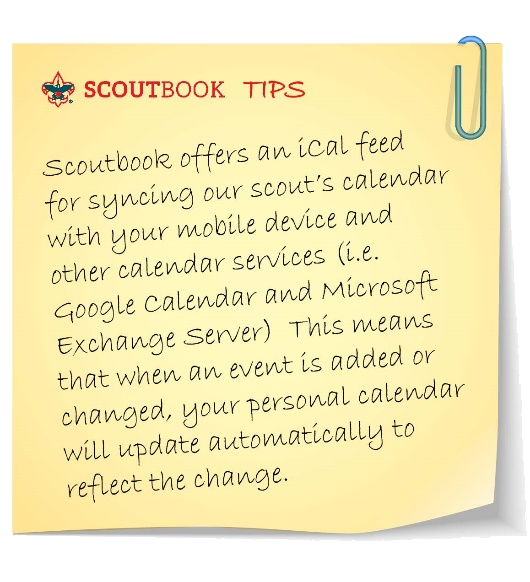 SCOUTBOOK TIPS
Scoutbook offers an iCal feed
for syncing our scout's calendar
with your mobile device and
other calendar services (i.e.
Google Calendar and Microsoft
Exchange Server) This means
that when an event is added or
changed, your personal calendar
will update automatically to
reflect the change.